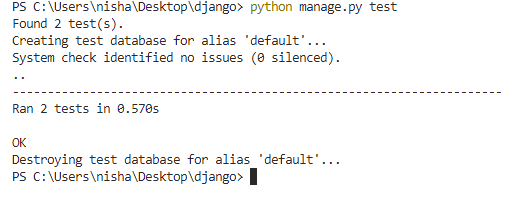 PS C:\Users\nisha\Desktop\django> python manage.py test
Found 2 test(s).
Creating test database for alias 'default'...
System check identified no issues (0 silenced).
..
----------------------------------------------------------------------
Ran 2 tests in 0.570s
OK
Destroying test database for alias 'default'...
PS C:\Users\nisha\Desktop\django>